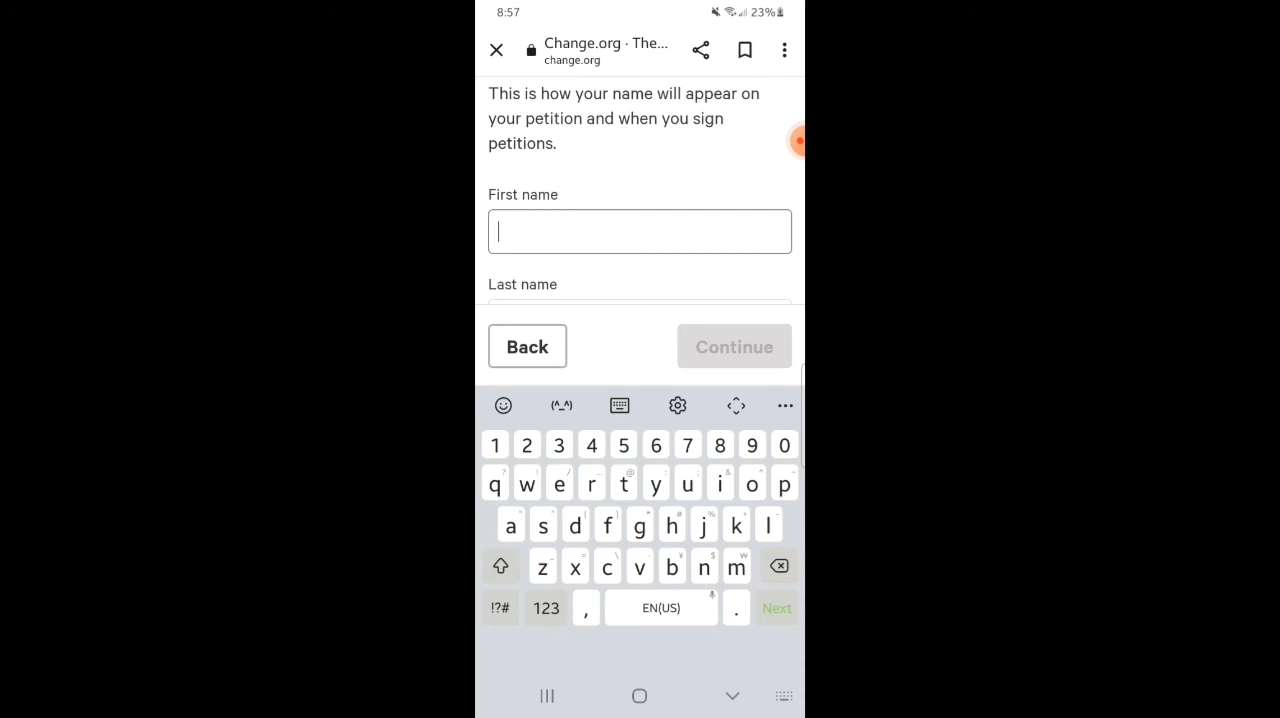 8:57
23%
Change.org · The...
change.org
This is how your name will appear on
your petition and when you sign
petitions.
First name
Last name
Back
Continue
(^_^)
1 2 3 4 5 6 7 8 9 0
q w e r t y u i o p
a s d f g h j k l
z x c v b n m
!?# 123 , EN(US) . Next